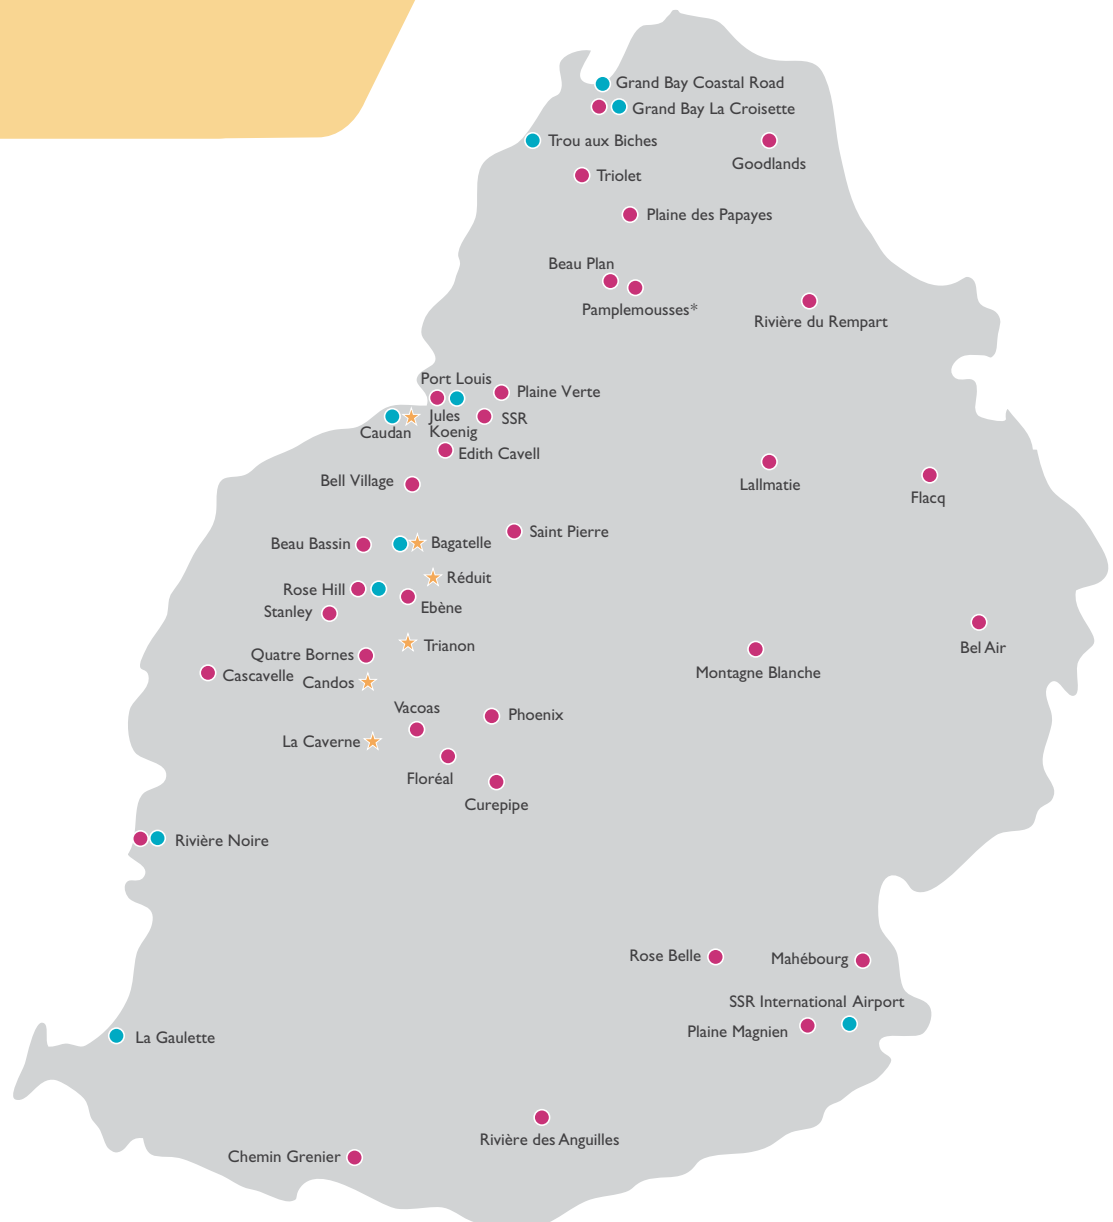 Grand Bay Coastal Road
Grand Bay La Croisette
Trou aux Biches
Goodlands
Triolet
Plaine des Papayes
Beau Plan
Pamplemousses*
Rivière du Rempart
Port Louis
Plaine Verte
Jules
Koenig
SSR
Caudan
Edith Cavell
Bell Village
Lallmatie
Flacq
Saint Pierre
Beau Bassin
Bagatelle
Réduit
Rose Hill
Ebène
Stanley
Trianon
Quatre Bornes
Bel Air
Montagne Blanche
Cascavelle
Candos
Vacoas
Phoenix
La Caverne
Floréal
Curepipe
Rivière Noire
Rose Belle
Mahébourg
SSR International Airport
Plaine Magnien
La Gaulette
Rivière des Anguilles
Chemin Grenier